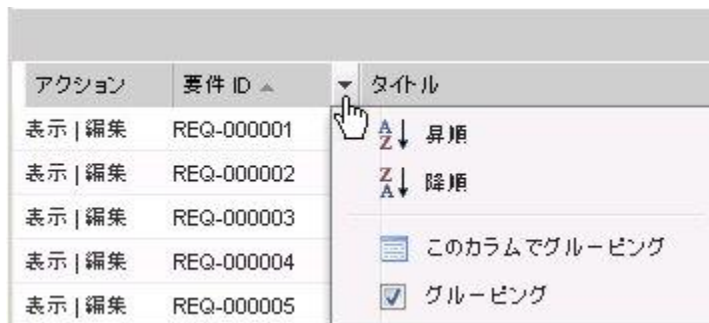 アクション 要件 ID タイトル
表示 | 編集 REQ-000001
表示 | 編集 REQ-000002
表示 | 編集 REQ-000003
表示 | 編集 REQ-000004
表示 | 編集 REQ-000005
AZ 昇順
ZA 降順
このカラムでグルーピング
グルーピング